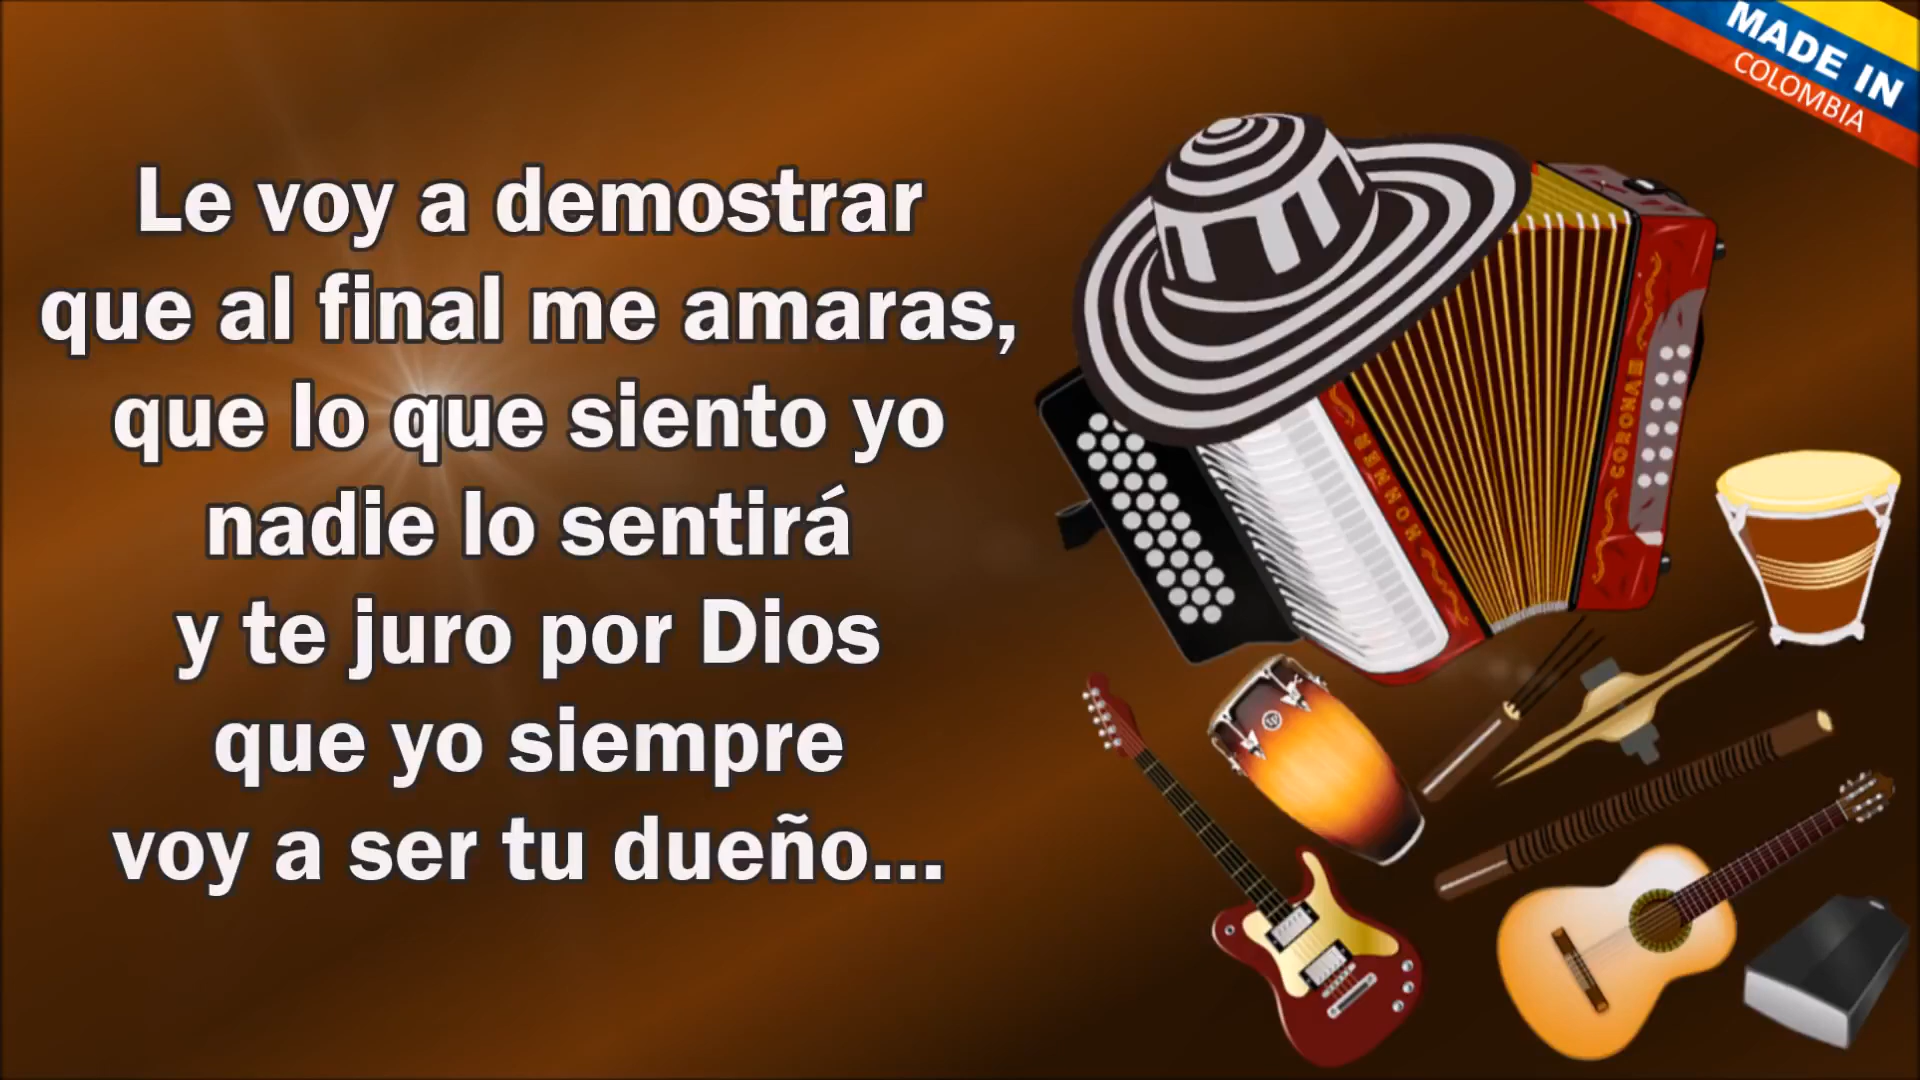 MADE IN
COLOMBIA
Le voy a demostrar
que al final me amaras,
que lo que siento yo
nadie lo sentirá
y te juro por Dios
que yo siempre
voy a ser tu dueño...
HOHNER
CORONA III